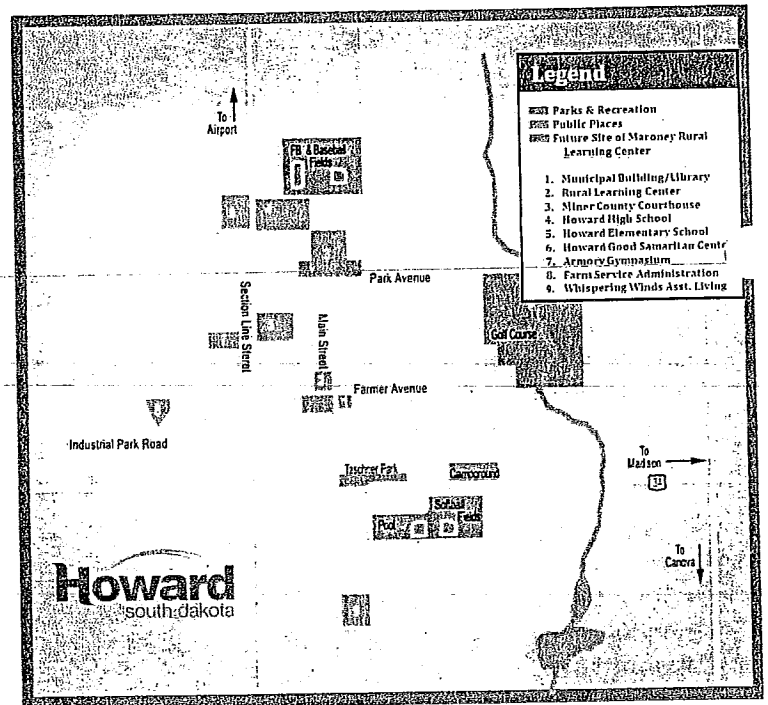 Legend
Parks & Recreation
Public Places
Future Site of Maroney Rural
Learning Center
1. Municipal Building/Library
2. Rural Learning Center
3. Miner County Courthouse
4. Howard High School
5. Howard Elementary School
6. Howard Good Samaritan Cente
7. Armory Gymnasium
8. Farm Service Administration
9. Whispering Winds Asst. Living
To
Airport
FB & Baseball
Fields
Park Avenue
Section Line Steret
Main Street
Golf Course
Farmer Avenue
Industrial Park Road
To
Madison
34
Taschner Park
Campground
Softball
Fields
Pool
To
Canova
Howard
south dakota